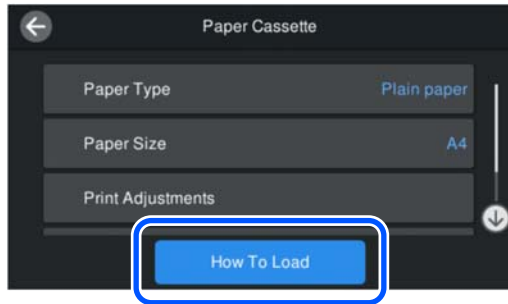 Paper Cassette
Paper Type Plain paper
Paper Size A4
Print Adjustments
How To Load